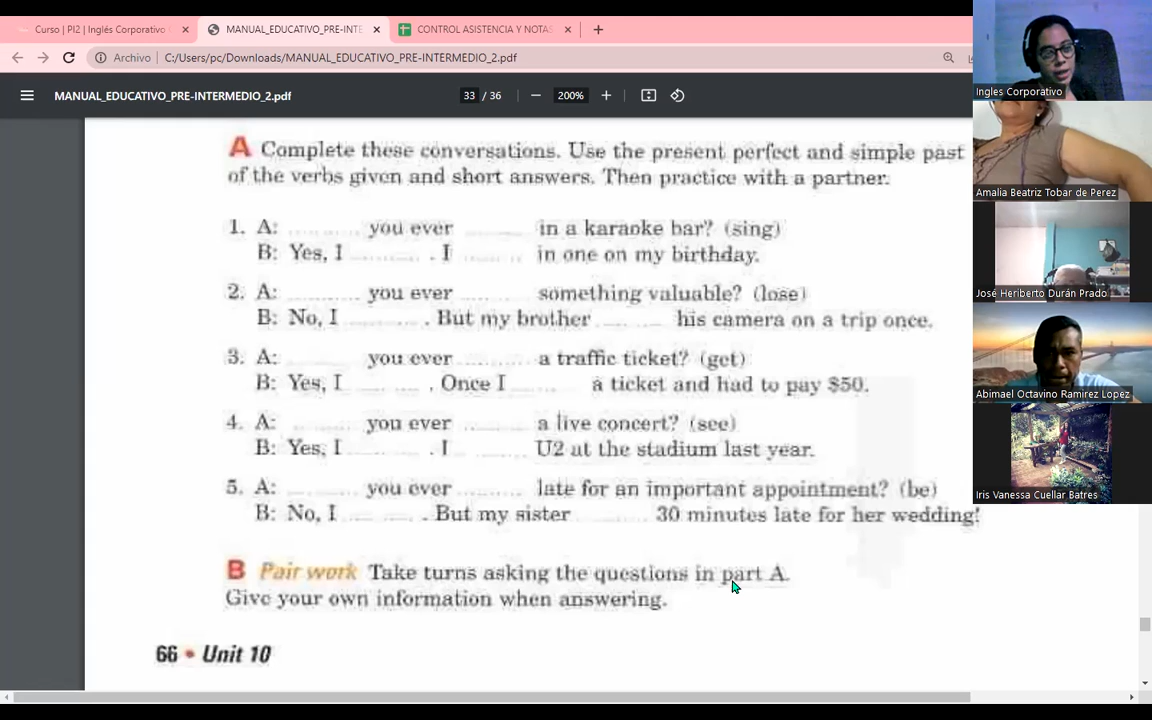 Curso | PI2 | Inglés Corporativo
MANUAL_EDUCATIVO_PRE-INTE
CONTROL ASISTENCIA Y NOTAS
Archivo
C:/Users/pc/Downloads/MANUAL_EDUCATIVO_PRE-INTERMEDIO_2.pdf
MANUAL_EDUCATIVO_PRE-INTERMEDIO_2.pdf
33 / 36
200%
A Complete these conversations. Use the present perfect and simple past
of the verbs given and short answers. Then practice with a partner.
1. A: ............ you ever ............ in a karaoke bar? (sing)
B: Yes, I ............ . I ............ in one on my birthday.
2. A: ............ you ever ............ something valuable? (lose)
B: No, I ............ . But my brother ............ his camera on a trip once.
3. A: ............ you ever ............ a traffic ticket? (get)
B: Yes, I ............ . Once I ............ a ticket and had to pay $50.
4. A: ............ you ever ............ a live concert? (see)
B: Yes, I ............ . I ............ U2 at the stadium last year.
5. A: ............ you ever ............ late for an important appointment? (be)
B: No, I ............ . But my sister ............ 30 minutes late for her wedding!
B Pair work Take turns asking the questions in part A.
Give your own information when answering.
66 • Unit 10
Ingles Corporativo
Amalia Beatriz Tobar de Perez
José Heriberto Durán Prado
Abimael Octavino Ramirez Lopez
Iris Vanessa Cuellar Batres